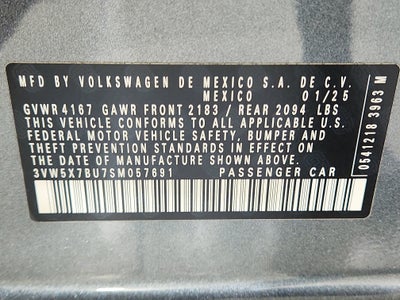 MFD BY VOLKSWAGEN DE MEXICO S.A. DE C.V.
MEXICO 01/25
GVWR 4167 GAWR FRONT 2183 / REAR 2094 LBS
THIS VEHICLE CONFORMS TO ALL APPLICABLE U.S.
FEDERAL MOTOR VEHICLE SAFETY, BUMPER AND
THEFT PREVENTION STANDARDS IN EFFECT ON
THE DATE OF MANUFACTURE SHOWN ABOVE.
3VW5X7BU7SM057691 PASSENGER CAR
0541218 3963 M